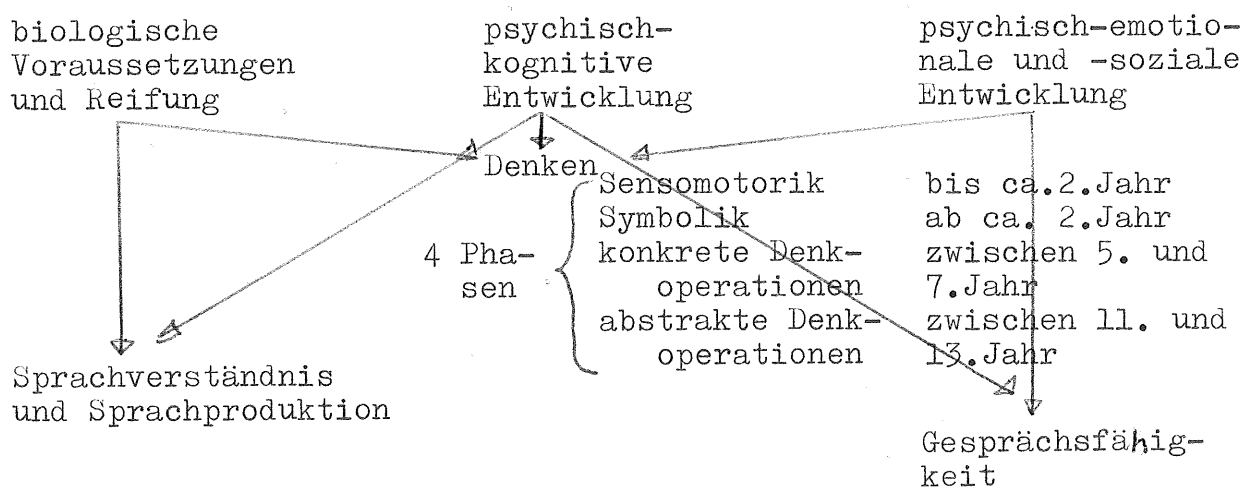 biologische
Voraussetzungen
und Reifung
psychisch-
kognitive
Entwicklung
psychisch-emotio-
nale und -soziale
Entwicklung
Denken
4 Pha-
sen
Sensomotorik bis ca.2.Jahr
Symbolik ab ca. 2.Jahr
konkrete Denk- zwischen 5. und
operationen 7.Jahr
abstrakte Denk- zwischen 11. und
operationen 13.Jahr
Sprachverständnis
und Sprachproduktion
Gesprächsfähig-
keit